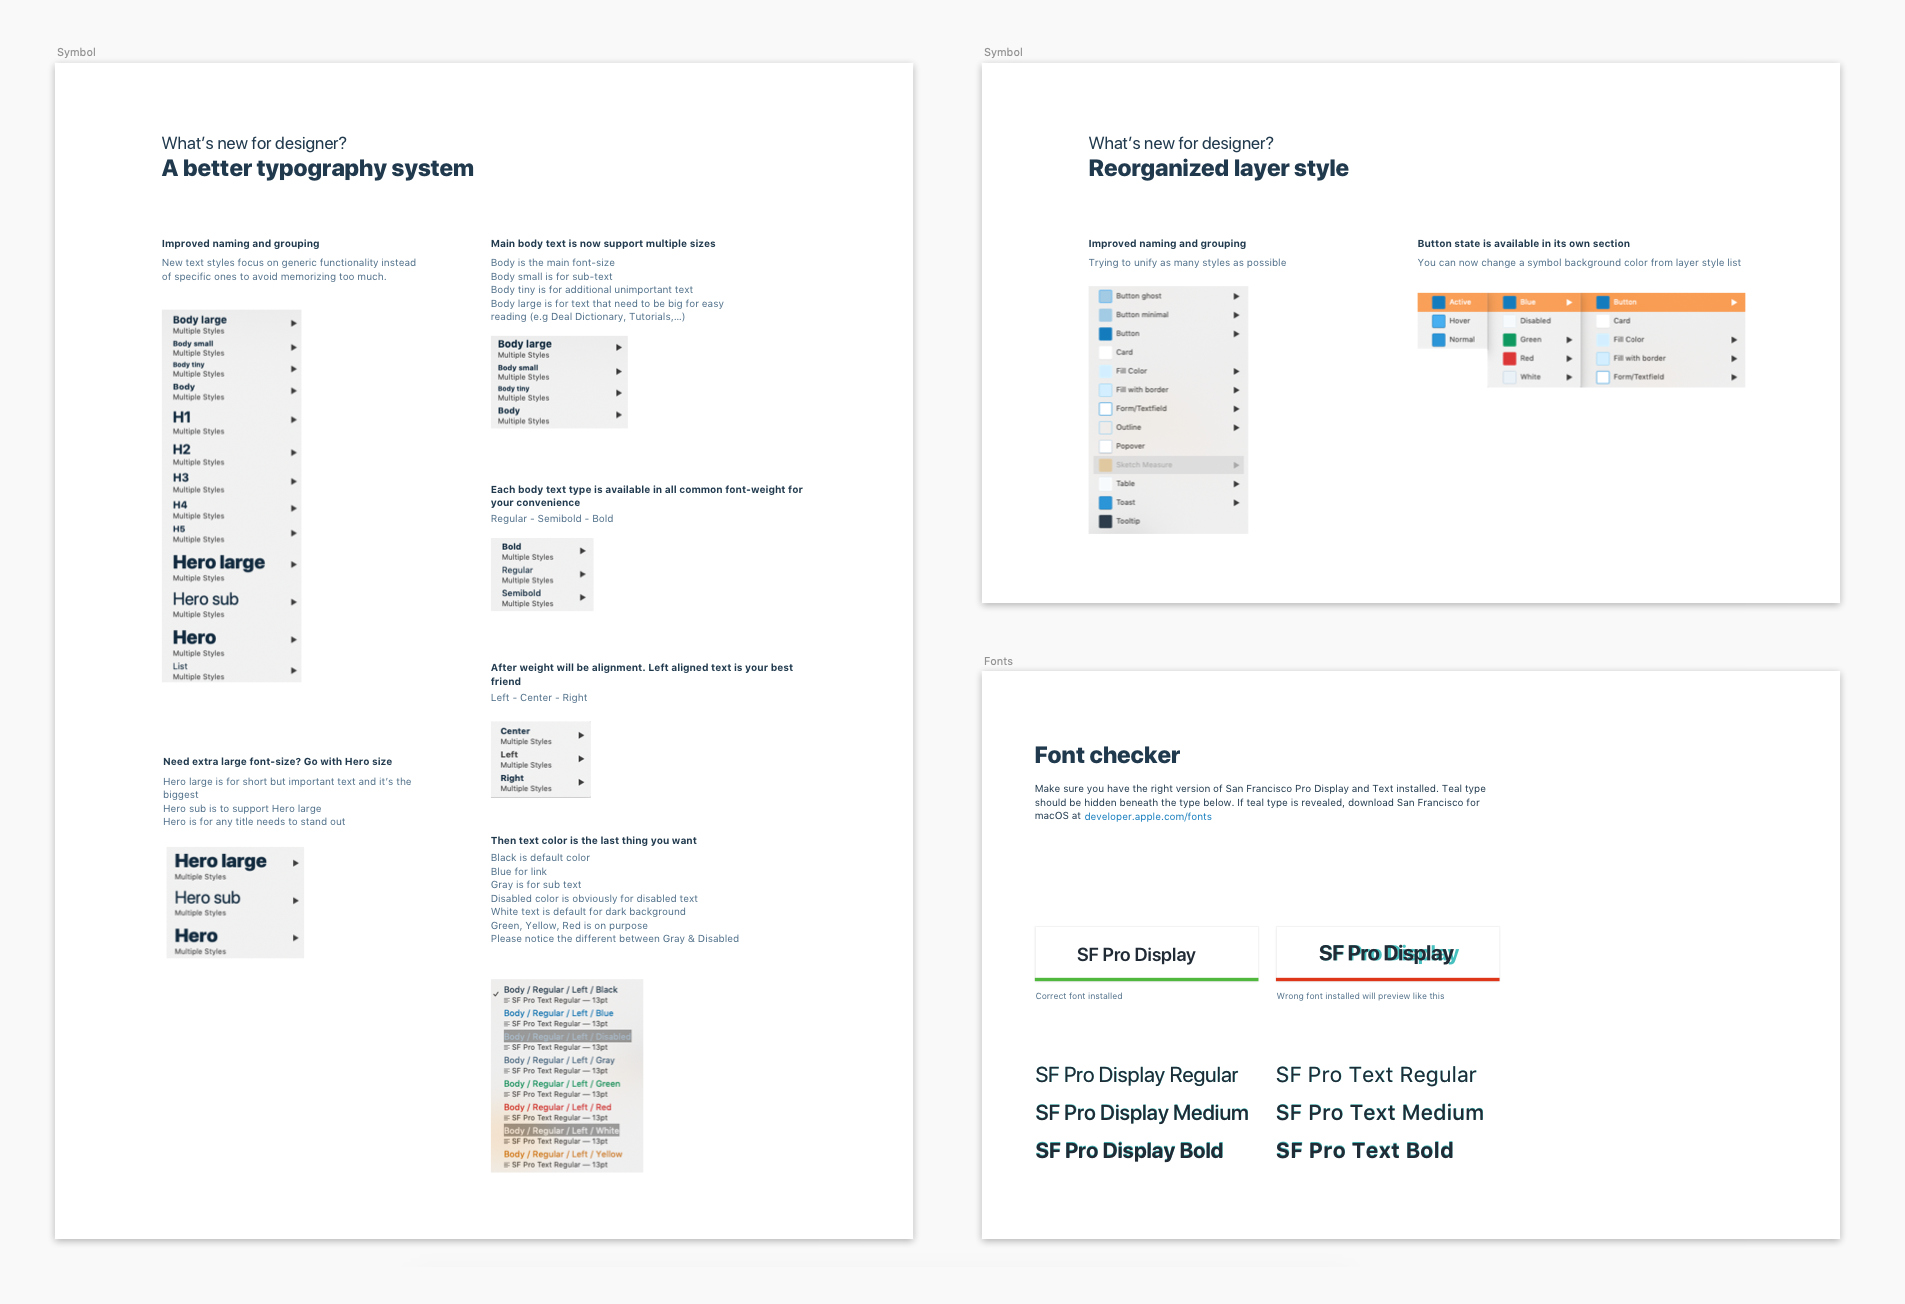 Symbol
What's new for designer?
A better typography system
Improved naming and grouping
New text styles focus on generic functionality instead
of specific ones to avoid memorizing too much.
Body large
Multiple Styles
Body small
Multiple Styles
Body tiny
Multiple Styles
Body
Multiple Styles
H1
Multiple Styles
H2
Multiple Styles
H3
Multiple Styles
H4
Multiple Styles
H5
Multiple Styles
Hero large
Multiple Styles
Hero sub
Multiple Styles
Hero
Multiple Styles
List
Multiple Styles
Need extra large font-size? Go with Hero size
Hero large is for short but important text and it's the
biggest
Hero sub is to support Hero large
Hero is for any title needs to stand out
Hero large
Multiple Styles
Hero sub
Multiple Styles
Hero
Multiple Styles
Main body text is now support multiple sizes
Body is the main font-size
Body small is for sub-text
Body tiny is for additional unimportant text
Body large is for text that need to be big for easy
reading (e.g Deal Dictionary, Tutorials,...)
Body large
Multiple Styles
Body small
Multiple Styles
Body tiny
Multiple Styles
Body
Multiple Styles
Each body text type is available in all common font-weight for
your convenience
Regular - Semibold - Bold
Bold
Multiple Styles
Regular
Multiple Styles
Semibold
Multiple Styles
After weight will be alignment. Left aligned text is your best
friend
Left - Center - Right
Center
Multiple Styles
Left
Multiple Styles
Right
Multiple Styles
Then text color is the last thing you want
Black is default color
Blue for link
Gray is for sub text
Disabled color is obviously for disabled text
White text is default for dark background
Green, Yellow, Red is on purpose
Please notice the different between Gray & Disabled
Body / Regular / Left / Black
SF Pro Text Regular — 13pt
Body / Regular / Left / Blue
SF Pro Text Regular — 13pt
Body / Regular / Left / Disabled
SF Pro Text Regular — 13pt
Body / Regular / Left / Gray
SF Pro Text Regular — 13pt
Body / Regular / Left / Green
SF Pro Text Regular — 13pt
Body / Regular / Left / Red
SF Pro Text Regular — 13pt
Body / Regular / Left / White
SF Pro Text Regular — 13pt
Body / Regular / Left / Yellow
SF Pro Text Regular — 13pt
Symbol
What's new for designer?
Reorganized layer style
Improved naming and grouping
Trying to unify as many styles as possible
Button ghost
Button minimal
Button
Card
Fill Color
Fill with border
Form/Textfield
Outline
Popover
Sketch Measure
Table
Toast
Tooltip
Button state is available in its own section
You can now change a symbol background color from layer style list
Active
Hover
Normal
Blue
Disabled
Green
Red
White
Button
Card
Fill Color
Fill with border
Form/Textfield
Fonts
Font checker
Make sure you have the right version of San Francisco Pro Display and Text installed. Teal type
should be hidden beneath the type below. If teal type is revealed, download San Francisco for
macOS at developer.apple.com/fonts
SF Pro Display
Correct font installed
SF Pro Display
Wrong font installed will preview like this
SF Pro Display Regular
SF Pro Display Medium
SF Pro Display Bold
SF Pro Text Regular
SF Pro Text Medium
SF Pro Text Bold